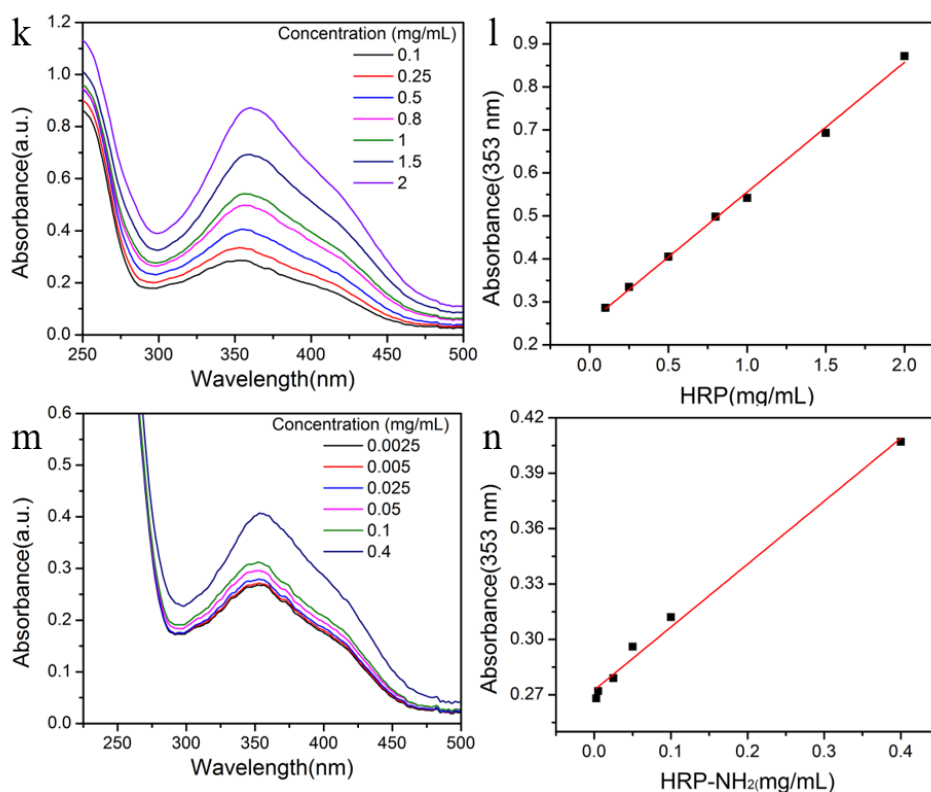 k
Concentration (mg/mL)
0.1
0.25
0.5
0.8
1
1.5
2
1.2
1.0
0.8
0.6
0.4
0.2
0.0
Absorbance(a.u.)
250 300 350 400 450 500
Wavelength(nm)
l
0.9
0.8
0.7
0.6
0.5
0.4
0.3
0.2
Absorbance(353 nm)
0.0 0.5 1.0 1.5 2.0
HRP(mg/mL)
m
Concentration (mg/mL)
0.0025
0.005
0.025
0.05
0.1
0.4
0.6
0.5
0.4
0.3
0.2
0.1
0.0
Absorbance(a.u.)
250 300 350 400 450 500
Wavelength(nm)
n
0.42
0.39
0.36
0.33
0.30
0.27
Absorbance(353 nm)
0.0 0.1 0.2 0.3 0.4
HRP-NH₂(mg/mL)